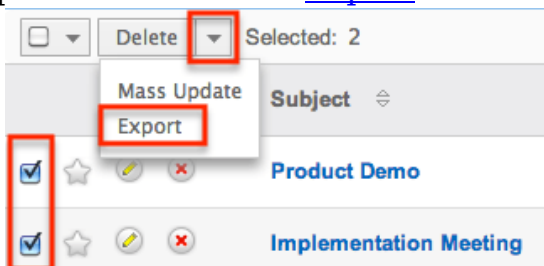 Delete Selected: 2
Mass Update
Subject
Export
Product Demo
Implementation Meeting